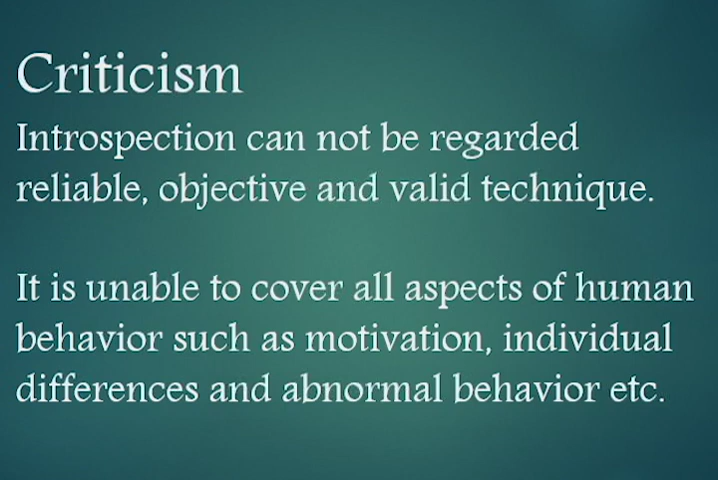 Criticism
Introspection can not be regarded
reliable, objective and valid technique.
It is unable to cover all aspects of human
behavior such as motivation, individual
differences and abnormal behavior etc.